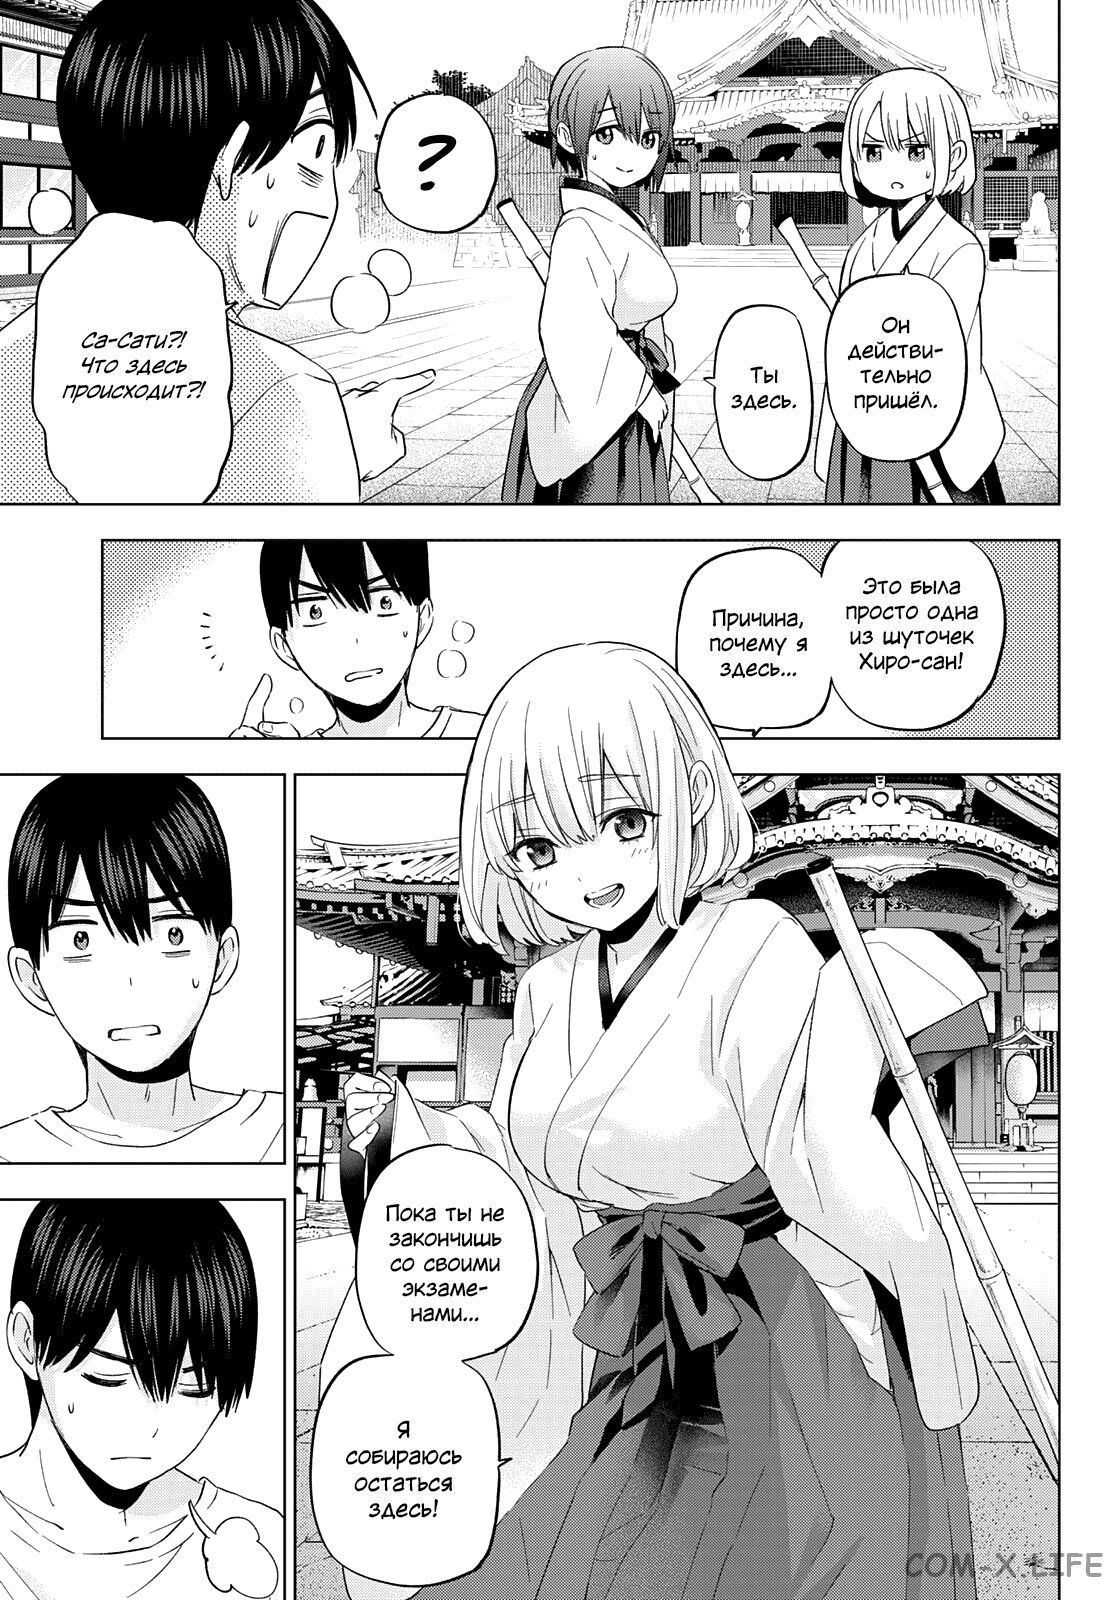 Он
действи-
тельно
пришёл.
Ты
здесь.
?
Са-Сати?!
Что здесь
происходит?!
Это была
просто одна
из шуточек
Хиро-сан!
Причина,
почему я
здесь...
Пока ты не
закончишь
со своими
экзаме-
нами...
Я
собираюсь
остаться
здесь!
COM-X.LIFE